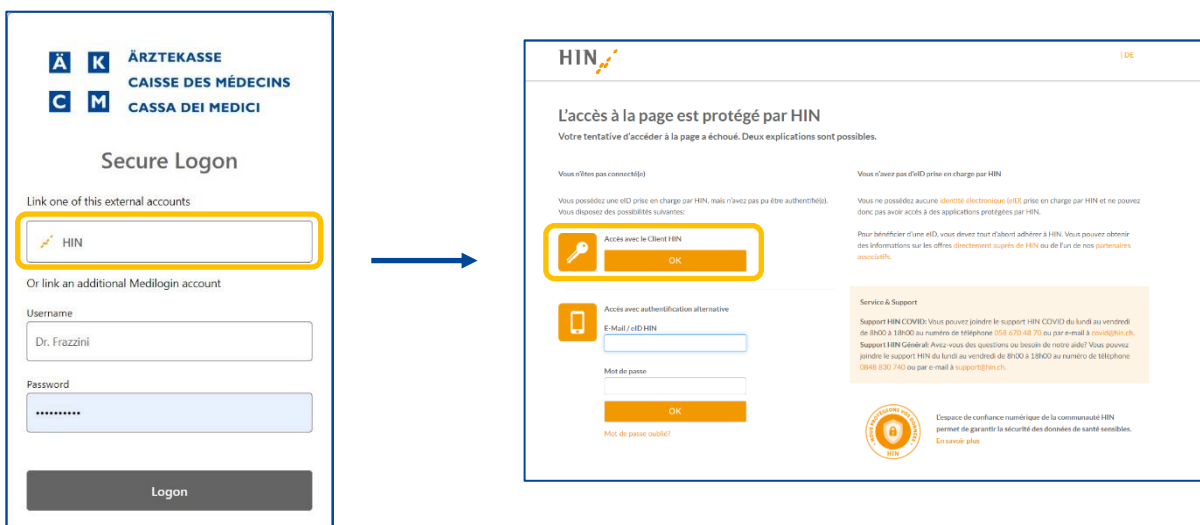 Ä K ÄRZTEKASSE
CAISSE DES MÉDECINS
C M CASSA DEI MEDICI
Secure Logon
Link one of this external accounts
HIN
Or link an additional Medilogin account
Username
Dr. Frazzini
Password
••••••••••
Logon
HIN
| DE
L'accès à la page est protégé par HIN
Votre tentative d'accéder à la page a échoué. Deux explications sont possibles.
Vous n'êtes pas connecté(e)
Vous possédez une eID prise en charge par HIN, mais n'avez pas pu être authentifié(e).
Vous disposez des possibilités suivantes:
Accès avec le Client HIN
OK
Accès avec authentification alternative
E-Mail / eID HIN
Mot de passe
OK
Mot de passe oublié?
Vous n'avez pas d'eID prise en charge par HIN
Vous ne possédez aucune identité électronique (eID) prise en charge par HIN et ne pouvez
donc pas avoir accès à des applications protégées par HIN.
Pour bénéficier d'une eID, vous devez tout d'abord adhérer à HIN. Vous pouvez obtenir
des informations sur les offres directement auprès de HIN ou de l'un de nos partenaires
associatifs.
Service & Support
Support HIN COVID: Vous pouvez joindre le support HIN COVID du lundi au vendredi
de 8h00 à 18h00 au numéro de téléphone 058 670 48 70 ou par e-mail à covid@hin.ch.
Support HIN Général: Avez-vous des questions ou besoin de notre aide? Vous pouvez
joindre le support HIN du lundi au vendredi de 8h00 à 18h00 au numéro de téléphone
0848 830 740 ou par e-mail à support@hin.ch.
NOUS PROTÉGEONS VOS DONNÉES
HIN
L'espace de confiance numérique de la communauté HIN
permet de garantir la sécurité des données de santé sensibles.
En savoir plus